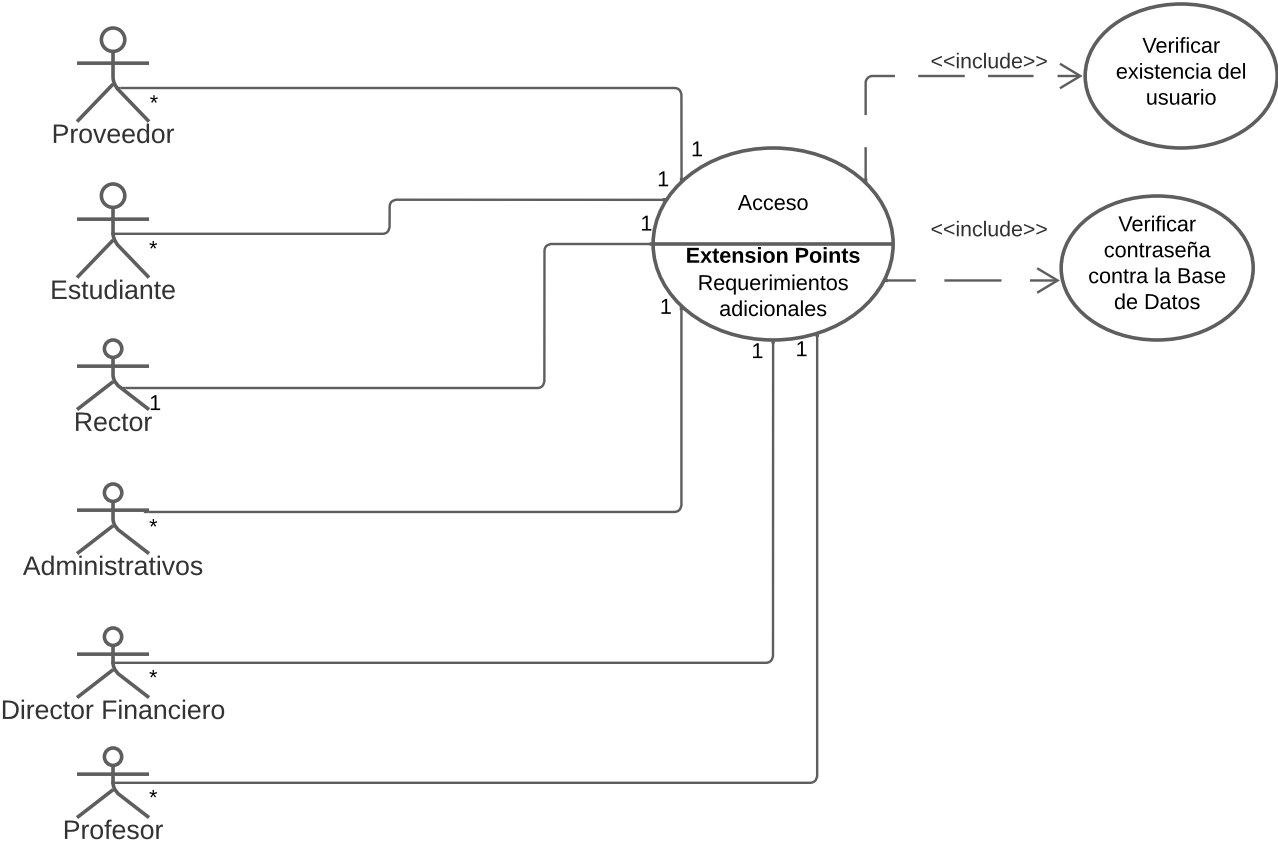 Verificar
existencia del
usuario
<<include>>
*
Proveedor
1
1
Acceso
1
Extension Points
Requerimientos
adicionales
<<include>>
Verificar
contraseña
contra la Base
de Datos
*
Estudiante
1
1
1
1
Rector
*
Administrativos
*
Director Financiero
*
Profesor